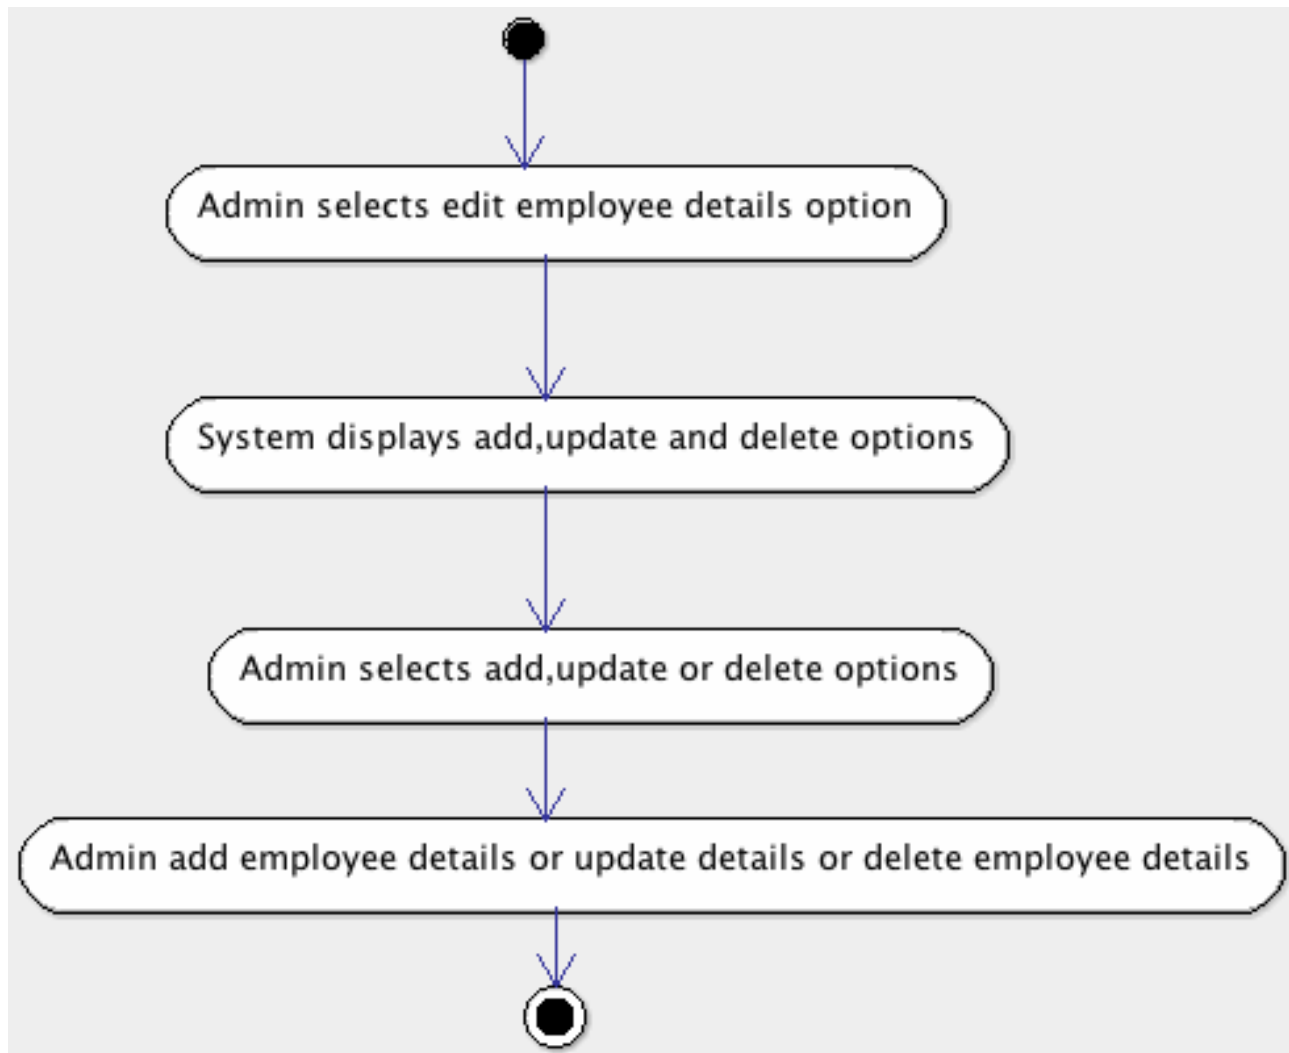 Admin selects edit employee details option
System displays add,update and delete options
Admin selects add,update or delete options
Admin add employee details or update details or delete employee details